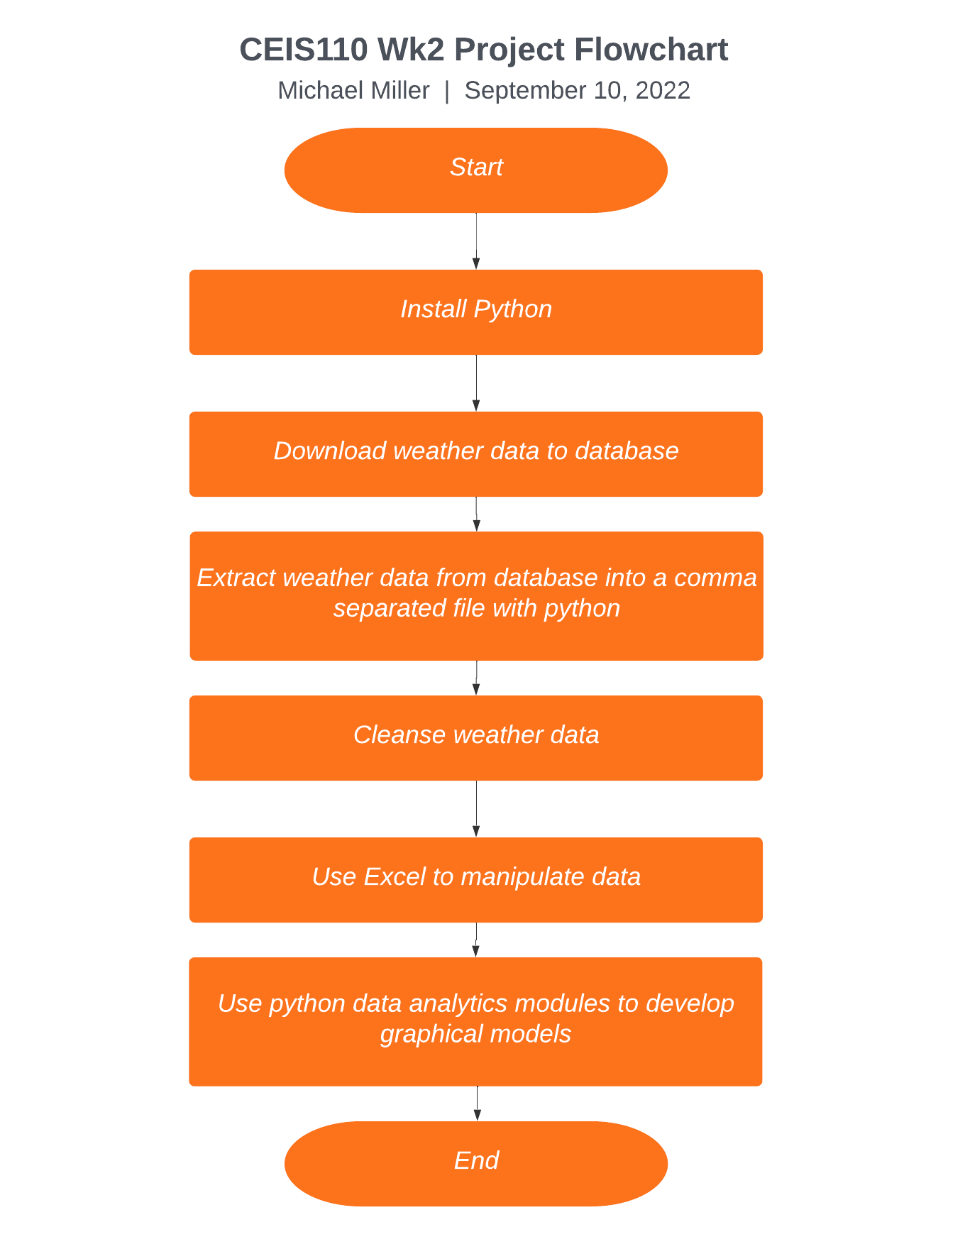 CEIS110 Wk2 Project Flowchart
Michael Miller | September 10, 2022
Start
Install Python
Download weather data to database
Extract weather data from database into a comma
separated file with python
Cleanse weather data
Use Excel to manipulate data
Use python data analytics modules to develop
graphical models
End